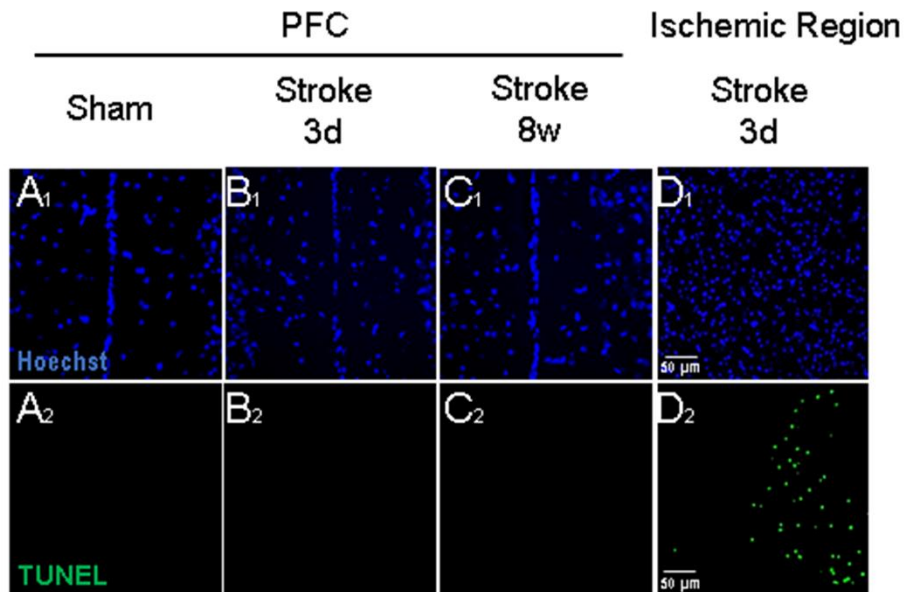 PFC Ischemic Region
Sham Stroke 3d Stroke 8w Stroke 3d
A1 B1 C1 D1
Hoechst 50 µm
A2 B2 C2 D2
TUNEL 50 µm